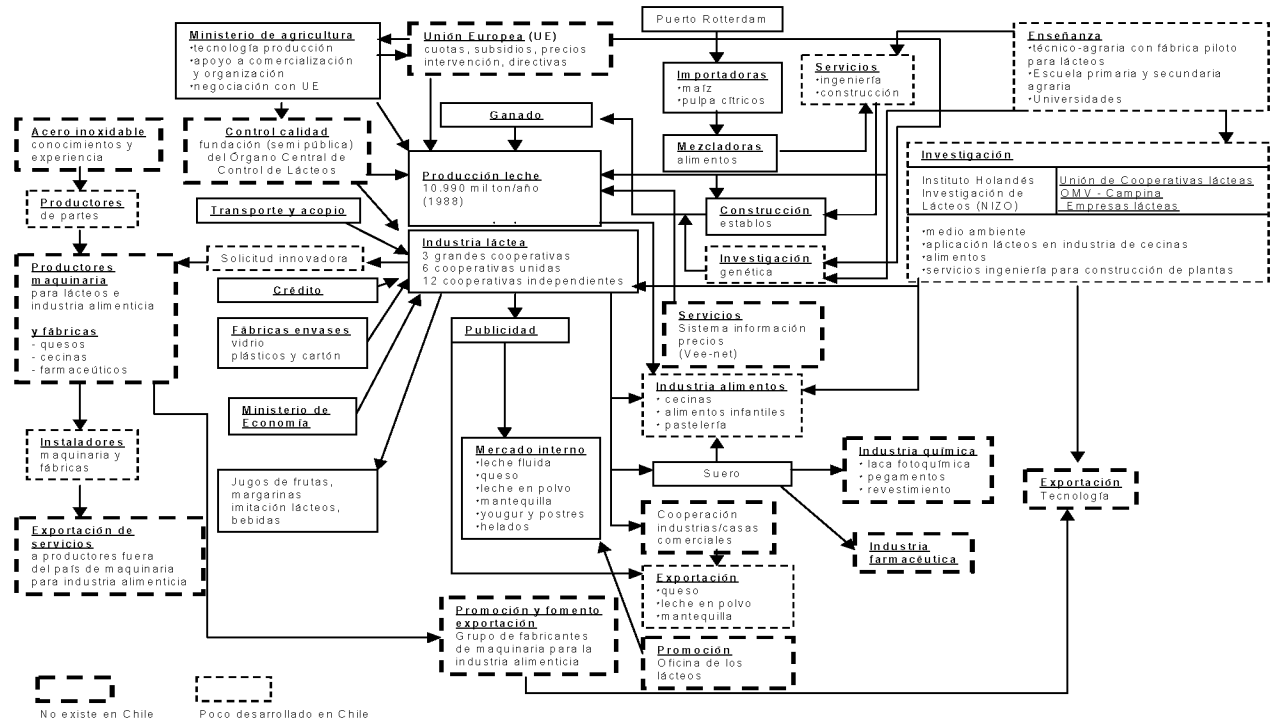 Ministerio de agricultura
•tecnología producción
•apoyo a comercialización
y organización
•negociación con UE
Unión Europea (UE)
cuotas, subsidios, precios
intervención, directivas
Puerto Rotterdam
Importadoras
•maíz
•pulpa cítricos
Servicios
•ingeniería
•construcción
Enseñanza
•técnico-agraria con fábrica piloto
para lácteos
•Escuela primaria y secundaria
agraria
•Universidades
Acero inoxidable
conocimientos y
experiencia
Control calidad
fundación (semi pública)
del Órgano Central de
Control de Lácteos
Ganado
Mezcladoras
alimentos
Producción leche
10.990 mil ton/año
(1988)
Investigación
Instituto Holandés
Investigación de
Lácteos (NIZO)
Unión de Cooperativas lácteas
OMV - Campina
Empresas lácteas
•medio ambiente
•aplicación lácteos en industria de cecinas
•alimentos
•servicios ingeniería para construcción de plantas
Productores
de partes
Transporte y acopio
Construcción
establos
Industria láctea
3 grandes cooperativas
6 cooperativas unidas
12 cooperativas independientes
Investigación
genética
Productores
maquinaria
para lácteos e
industria alimenticia
y fábricas
- quesos
- cecinas
- farmaceúticos
Solicitud innovadora
Crédito
Fábricas envases
vidrio
plásticos y cartón
Publicidad
Servicios
Sistema información
precios
(Vee-net)
Ministerio de
Economía
Industria alimentos
• cecinas
• alimentos infantiles
• pastelería
Instaladores
maquinaria y
fábricas
Jugos de frutas,
margarinas
imitación lácteos,
bebidas
Mercado interno
•leche fluida
•queso
•leche en polvo
•mantequilla
•yougur y postres
•helados
Suero
Industria química
• laca fotoquímica
• pegamentos
• revestimiento
Exportación
Tecnología
Exportación de
servicios
a productores fuera
del país de maquinaria
para industria alimenticia
Cooperación
industrias/casas
comerciales
Industria
farmacéutica
Exportación
•queso
•leche en polvo
•mantequilla
Promoción y fomento
exportación
Grupo de fabricantes
de maquinaria para la
industria alimenticia
Promoción
Oficina de los
lácteos
No existe en Chile
Poco desarrollado en Chile